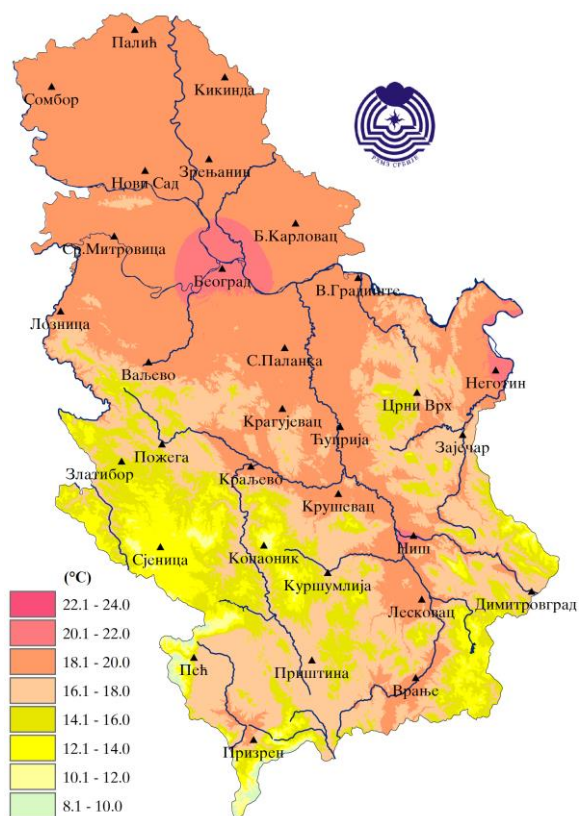 Палић
Кикинда
Сомбор
РХМЗ СРБИЈЕ
Зрењанин
Нови Сад
Б.Карловац
Ср.Митровица
Београд
В.Градиште
Лозница
С.Паланка
Ваљево
Неготин
Црни Врх
Крагујевац
Ћуприја
Зајечар
Пожега
Златибор
Краљево
Крушевац
Ниш
Копаоник
Сјеница
Куршумлија
Димитровград
Лесковац
(°C)
22.1 - 24.0
20.1 - 22.0
18.1 - 20.0
16.1 - 18.0
14.1 - 16.0
12.1 - 14.0
10.1 - 12.0
8.1 - 10.0
Пећ
Приштина
Врање
Призрен